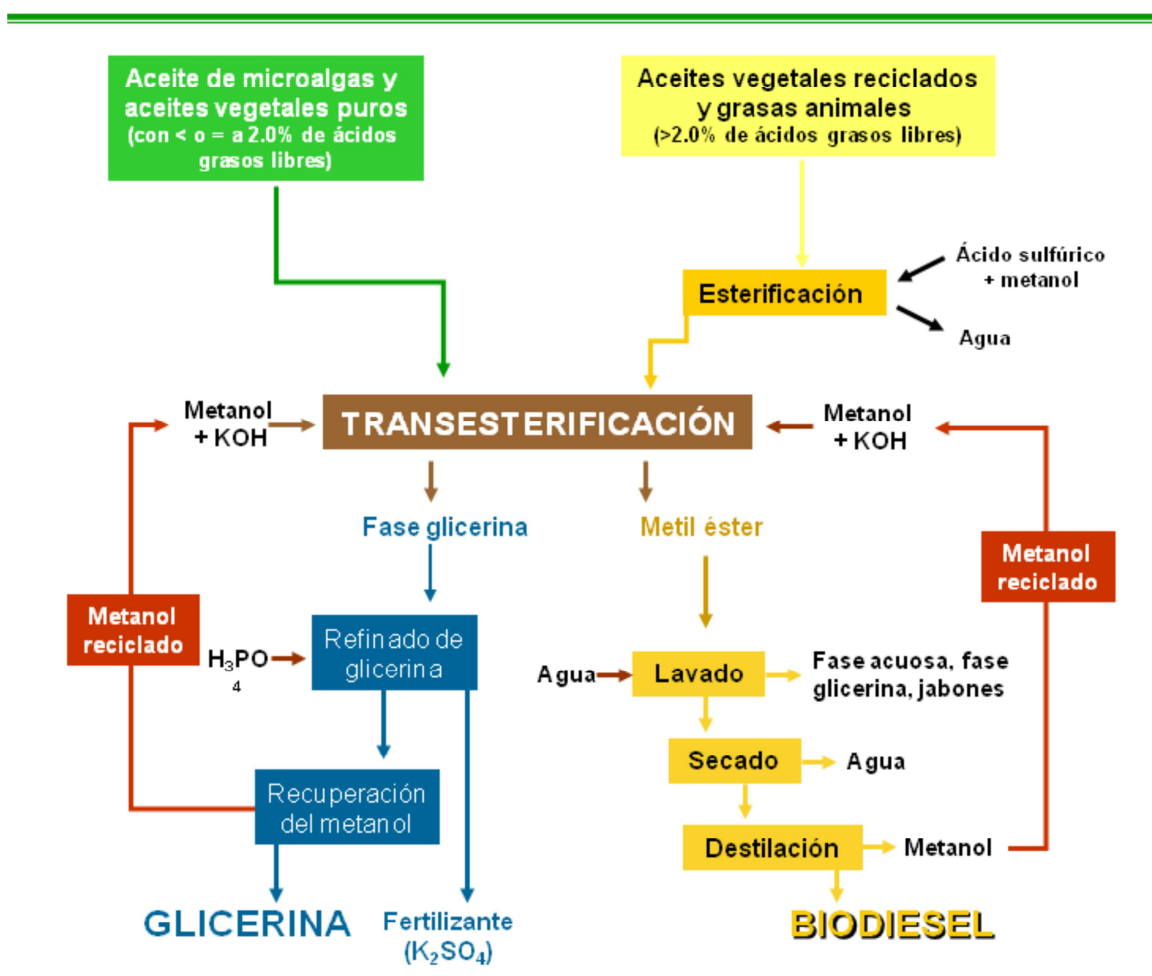 Aceite de microalgas y
aceites vegetales puros
(con < o = a 2.0% de ácidos
grasos libres)
Aceites vegetales reciclados
y grasas animales
(>2.0% de ácidos grasos libres)
Ácido sulfúrico
+ metanol
Esterificación
Agua
Metanol
+ KOH
TRANSESTERIFICACIÓN
Metanol
+ KOH
Fase glicerina
Metil éster
Metanol
reciclado
Metanol
reciclado
H₃PO
4
Refinado de
glicerina
Agua
Lavado
Fase acuosa, fase
glicerina, jabones
Secado
Agua
Recuperación
del metanol
Destilación
Metanol
GLICERINA
Fertilizante
(K₂SO₄)
BIODIESEL